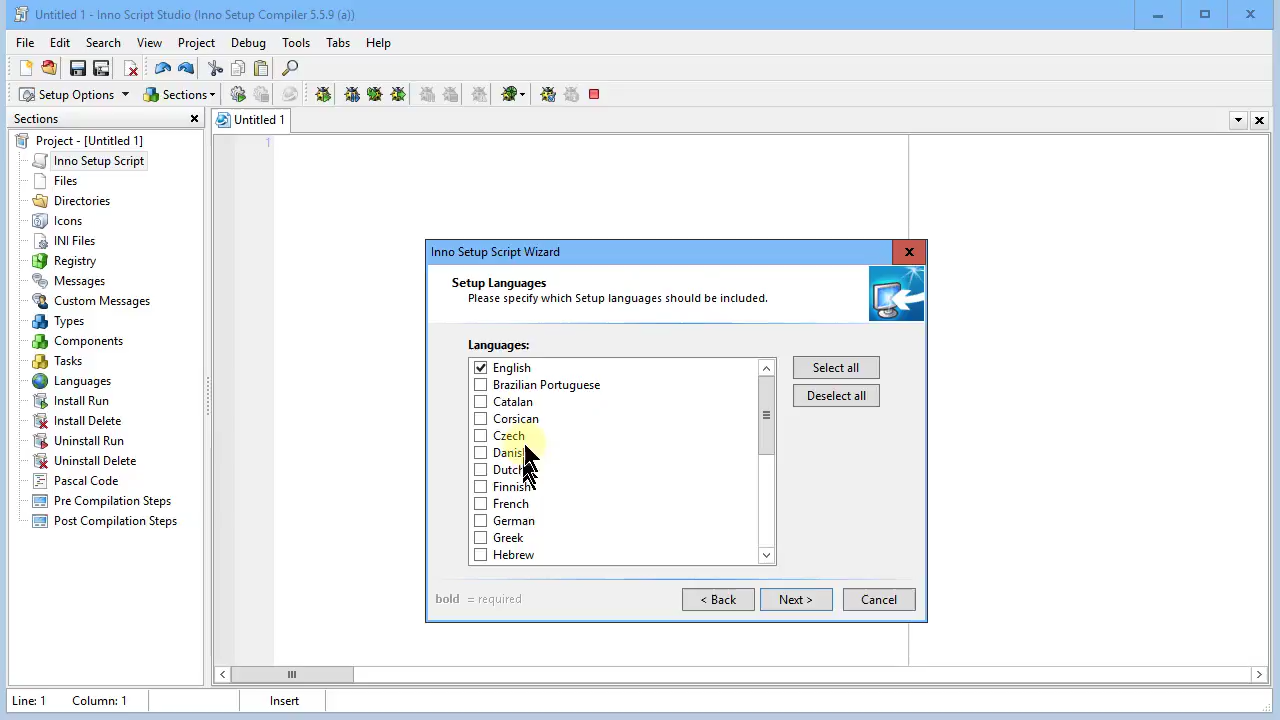 Untitled 1 - Inno Script Studio (Inno Setup Compiler 5.5.9 (a))
File Edit Search View Project Debug Tools Tabs Help
Setup Options Sections
Sections
Untitled 1
Project - [Untitled 1]
1
Inno Setup Script
Files
Directories
Icons
INI Files
Registry
Messages
Custom Messages
Types
Components
Tasks
Languages
Install Run
Install Delete
Uninstall Run
Uninstall Delete
Pascal Code
Pre Compilation Steps
Post Compilation Steps
Inno Setup Script Wizard
Setup Languages
Please specify which Setup languages should be included.
Languages:
English
Brazilian Portuguese
Catalan
Corsican
Czech
Danish
Dutch
Finnish
French
German
Greek
Hebrew
Select all
Deselect all
bold = required
< Back Next > Cancel
Line: 1 Column: 1 Insert